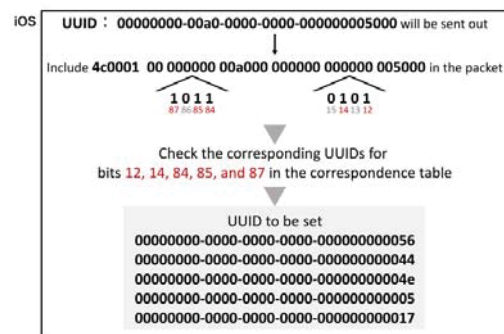 iOS
UUID : 00000000-00a0-0000-0000-000000005000 will be sent out
Include 4c0001 00 000000 00a000 000000 000000 005000 in the packet
1 0 1 1 0 1 0 1
87 86 85 84 15 14 13 12
Check the corresponding UUIDs for
bits 12, 14, 84, 85, and 87 in the correspondence table
UUID to be set
00000000-0000-0000-0000-000000000056
00000000-0000-0000-0000-000000000044
00000000-0000-0000-0000-00000000004e
00000000-0000-0000-0000-000000000005
00000000-0000-0000-0000-000000000017